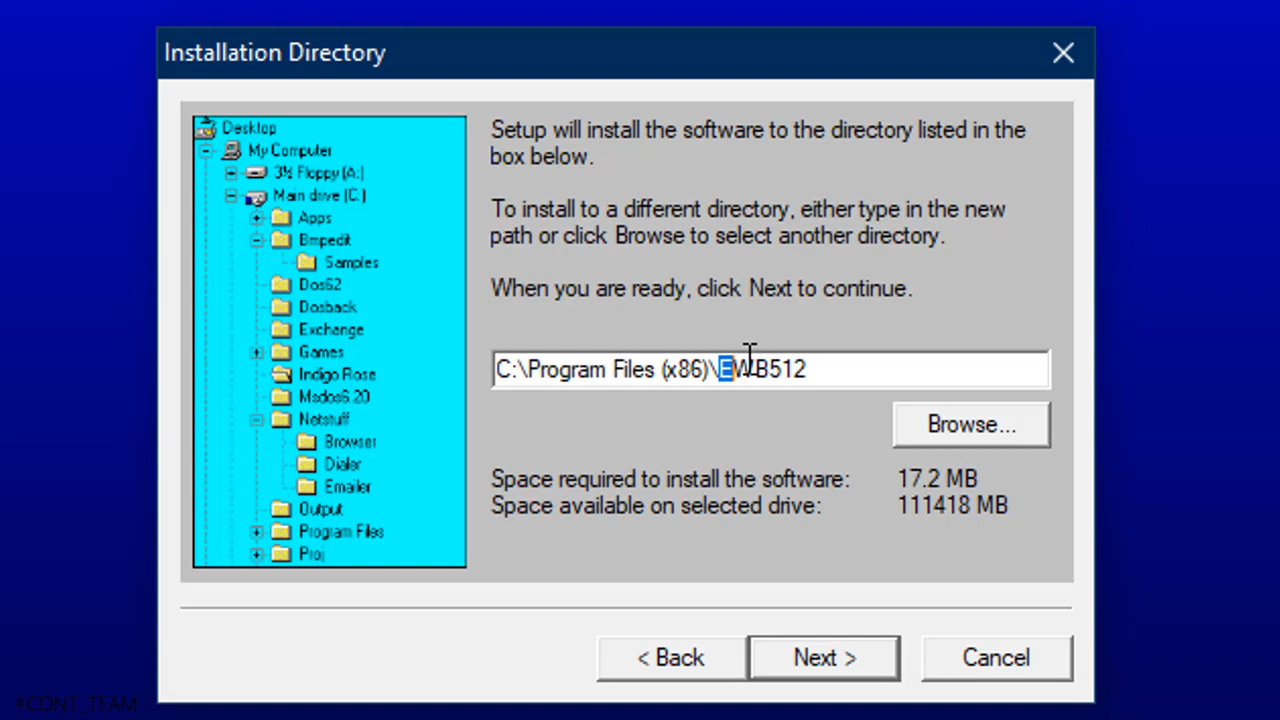 Installation Directory
Desktop
My Computer
3½ Floppy (A:)
Main drive (C:)
Apps
Bmpedit
Samples
Dos62
Dosback
Exchange
Games
Indigo Rose
Msdos6.20
Netstuff
Browser
Dialer
Emailer
Output
Program Files
Proj
Setup will install the software to the directory listed in the
box below.
To install to a different directory, either type in the new
path or click Browse to select another directory.
When you are ready, click Next to continue.
C:\Program Files (x86)\EWB512
Browse...
Space required to install the software: 17.2 MB
Space available on selected drive: 111418 MB
< Back
Next >
Cancel
#CONT_TEAM